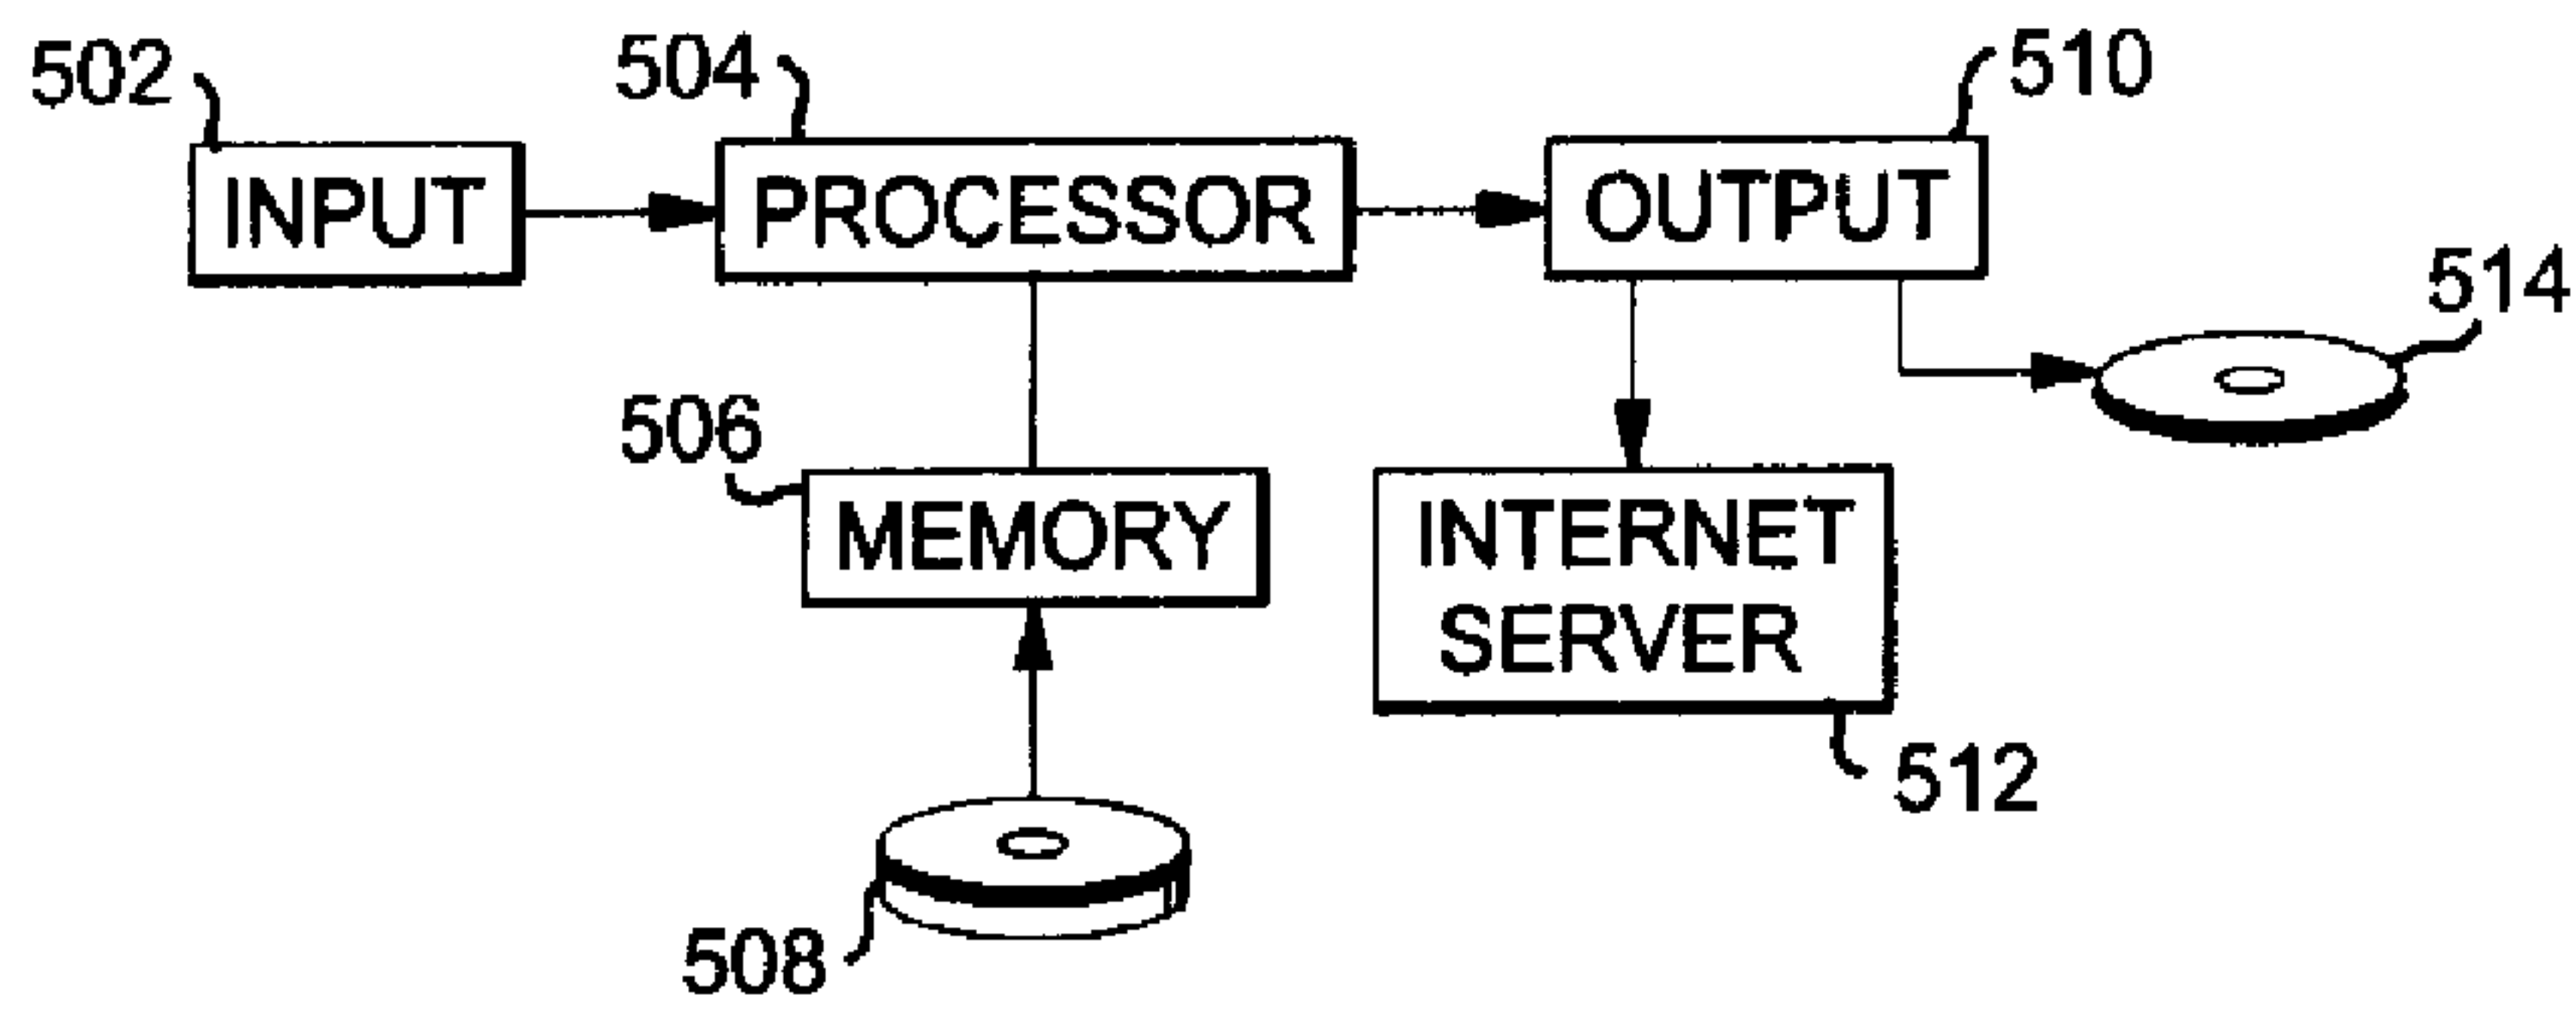 502
504
510
INPUT
PROCESSOR
OUTPUT
514
506
MEMORY
INTERNET
SERVER
512
508